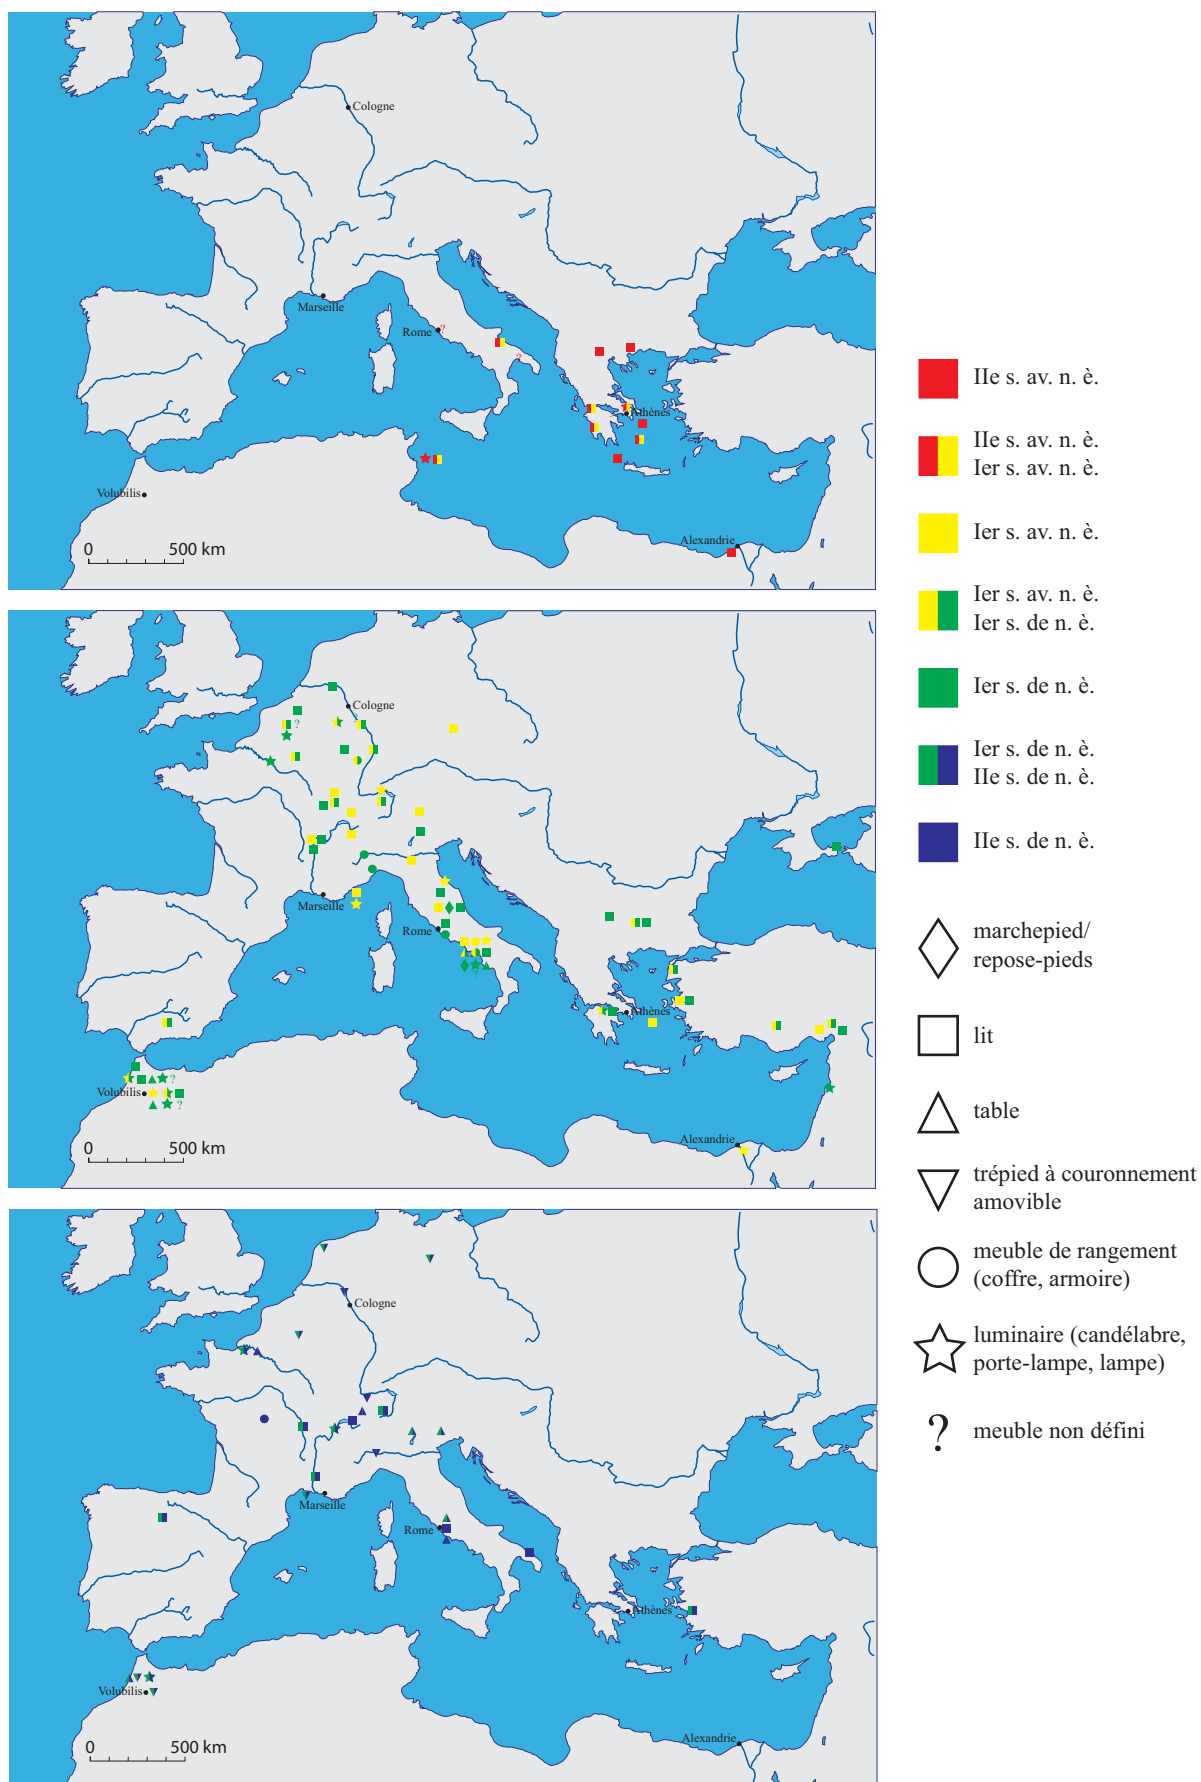 Cologne
Marseille
Rome
?
?
Athènes
Volubilis
Alexandrie
0 500 km
Cologne
?
?
Marseille
Rome
?
Athènes
?
Volubilis
?
Alexandrie
0 500 km
Cologne
Marseille
Rome
Athènes
Volubilis
Alexandrie
0 500 km
IIe s. av. n. è.
IIe s. av. n. è.
Ier s. av. n. è.
Ier s. av. n. è.
Ier s. av. n. è.
Ier s. de n. è.
Ier s. de n. è.
Ier s. de n. è.
IIe s. de n. è.
IIe s. de n. è.
marchepied/
repose-pieds
lit
table
trépied à couronnement
amovible
meuble de rangement
(coffre, armoire)
luminaire (candélabre,
porte-lampe, lampe)
? meuble non défini